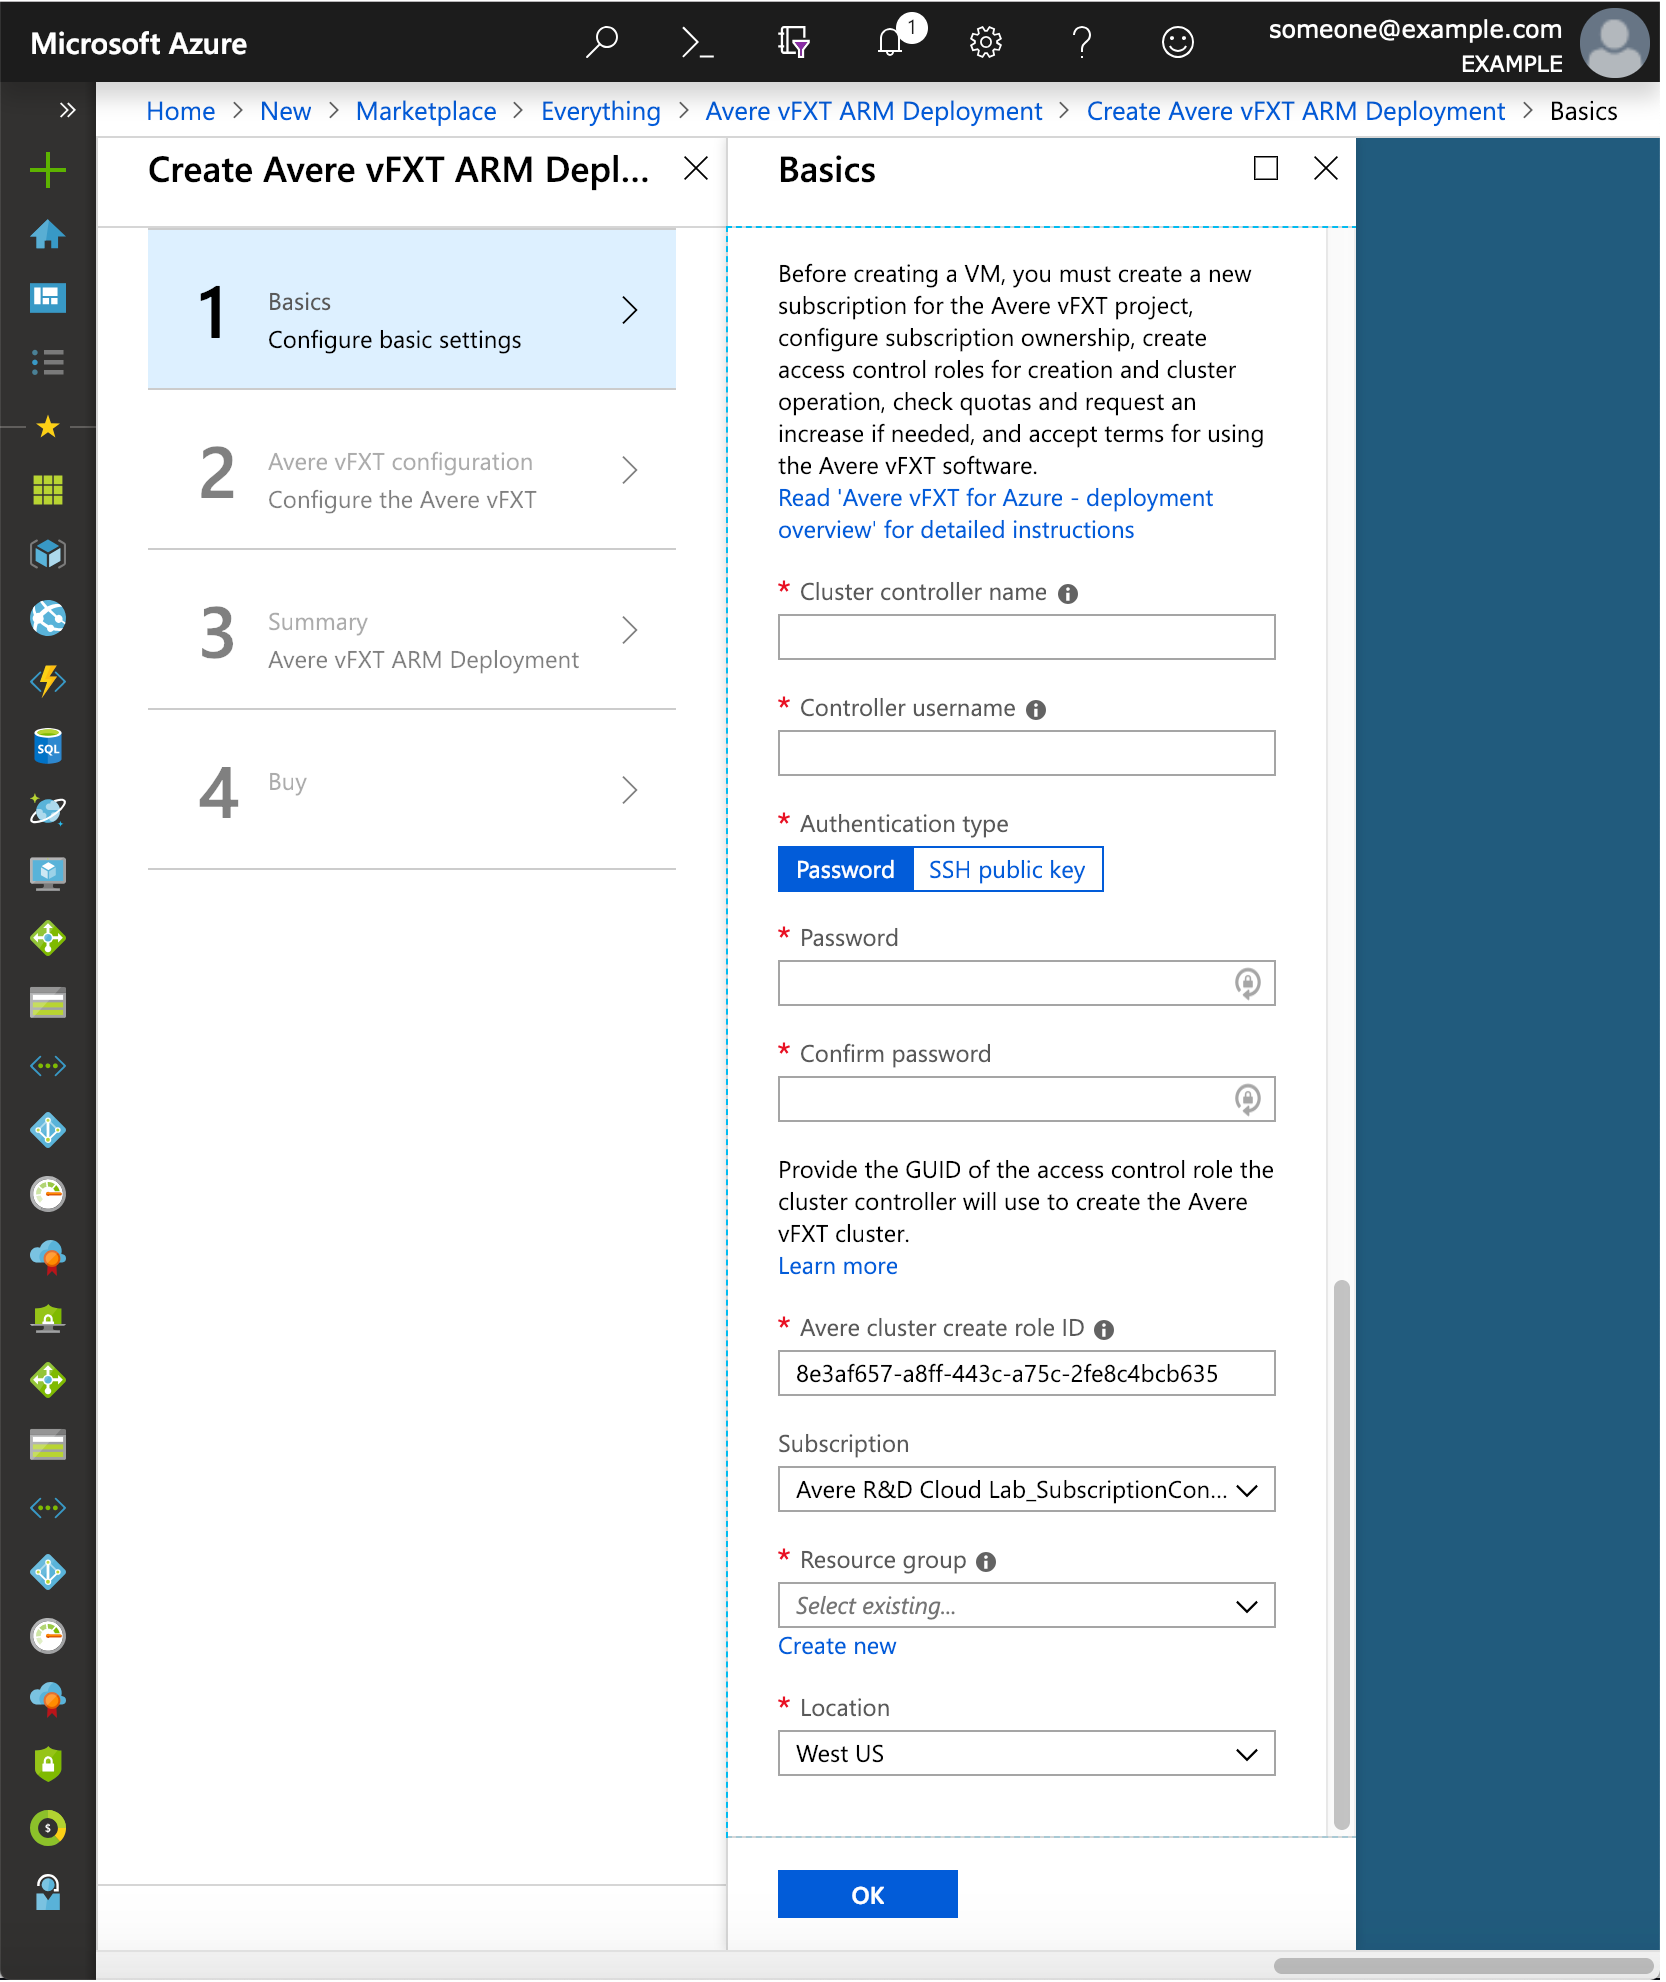 Microsoft Azure
1
someone@example.com
EXAMPLE
Home > New > Marketplace > Everything > Avere vFXT ARM Deployment > Create Avere vFXT ARM Deployment > Basics
Create Avere vFXT ARM Depl...
1
Basics
Configure basic settings
2
Avere vFXT configuration
Configure the Avere vFXT
3
Summary
Avere vFXT ARM Deployment
4
Buy
SQL
$
Basics
Before creating a VM, you must create a new
subscription for the Avere vFXT project,
configure subscription ownership, create
access control roles for creation and cluster
operation, check quotas and request an
increase if needed, and accept terms for using
the Avere vFXT software.
Read 'Avere vFXT for Azure - deployment
overview' for detailed instructions
* Cluster controller name
* Controller username
* Authentication type
Password SSH public key
* Password
* Confirm password
Provide the GUID of the access control role the
cluster controller will use to create the Avere
vFXT cluster.
Learn more
* Avere cluster create role ID
8e3af657-a8ff-443c-a75c-2fe8c4bcb635
Subscription
Avere R&D Cloud Lab_SubscriptionCon...
* Resource group
Select existing...
Create new
* Location
West US
OK